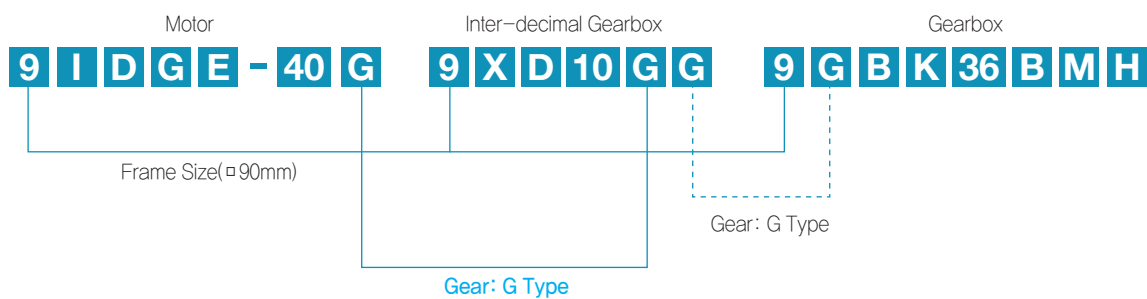 Motor Inter-decimal Gearbox Gearbox
9 I D G E - 40 G 9 X D 10 G G 9 G B K 36 B M H
Frame Size(□90mm)
Gear: G Type
Gear: G Type